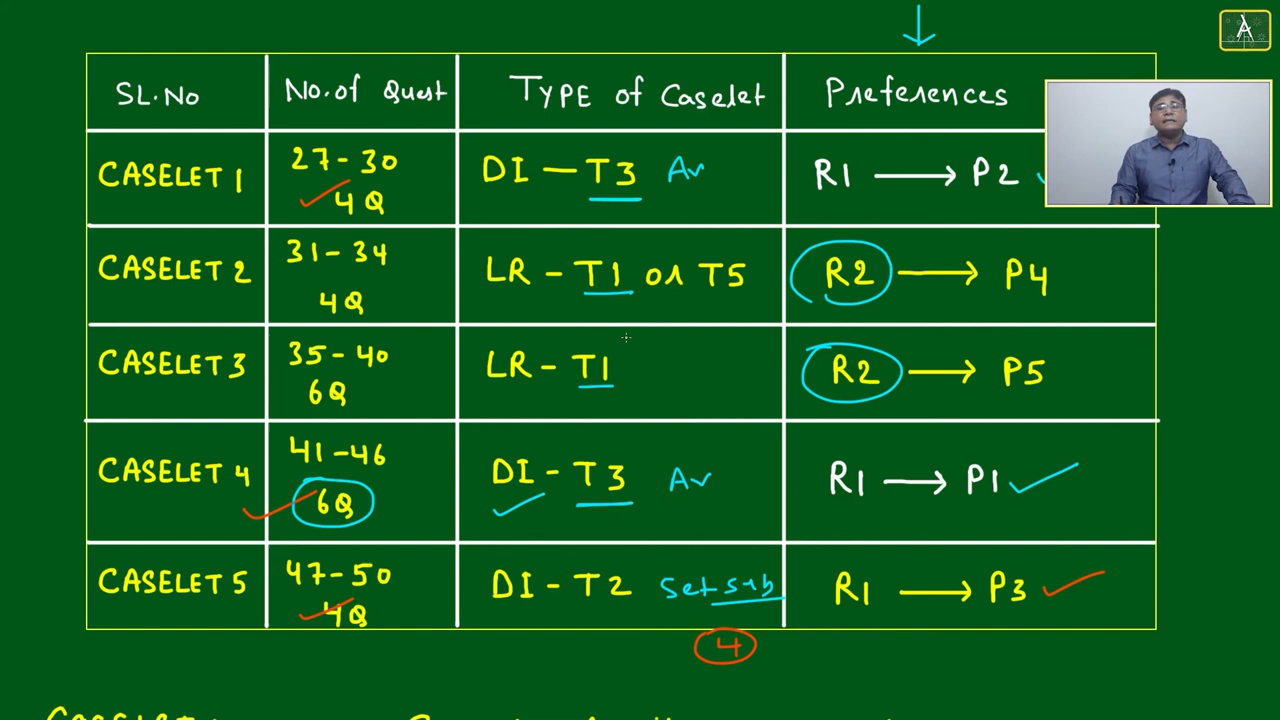 SL.No No.of Quest TYPE of Caselet Preferences
CASELET 1 27-30 4Q DI — T3 Av R1 → P2
CASELET 2 31-34 4Q LR - T1 or T5 R2 → P4
CASELET 3 35-40 6Q LR - T1 R2 → P5
CASELET 4 41-46 6Q DI - T3 Av R1 → P1
CASELET 5 47-50 4Q DI - T2 R1 → P3
4